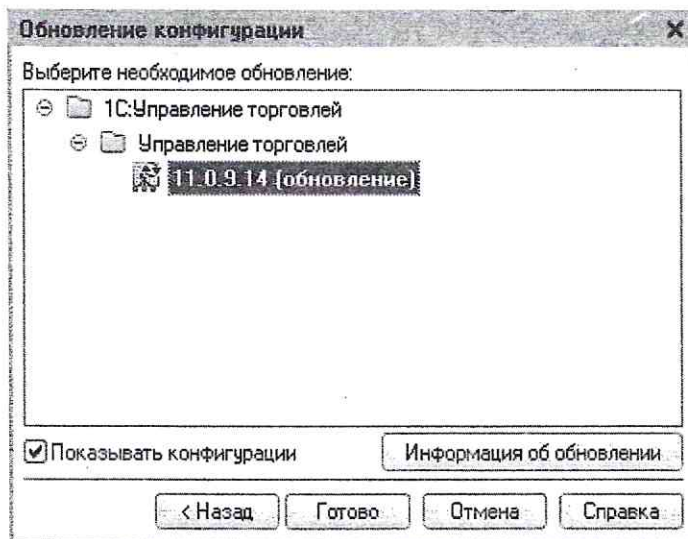 Обновление конфигурации
Выберите необходимое обновление:
1С:Управление торговлей
Управление торговлей
11.0.9.14 (обновление)
Показывать конфигурации
Информация об обновлении
< Назад
Готово
Отмена
Справка